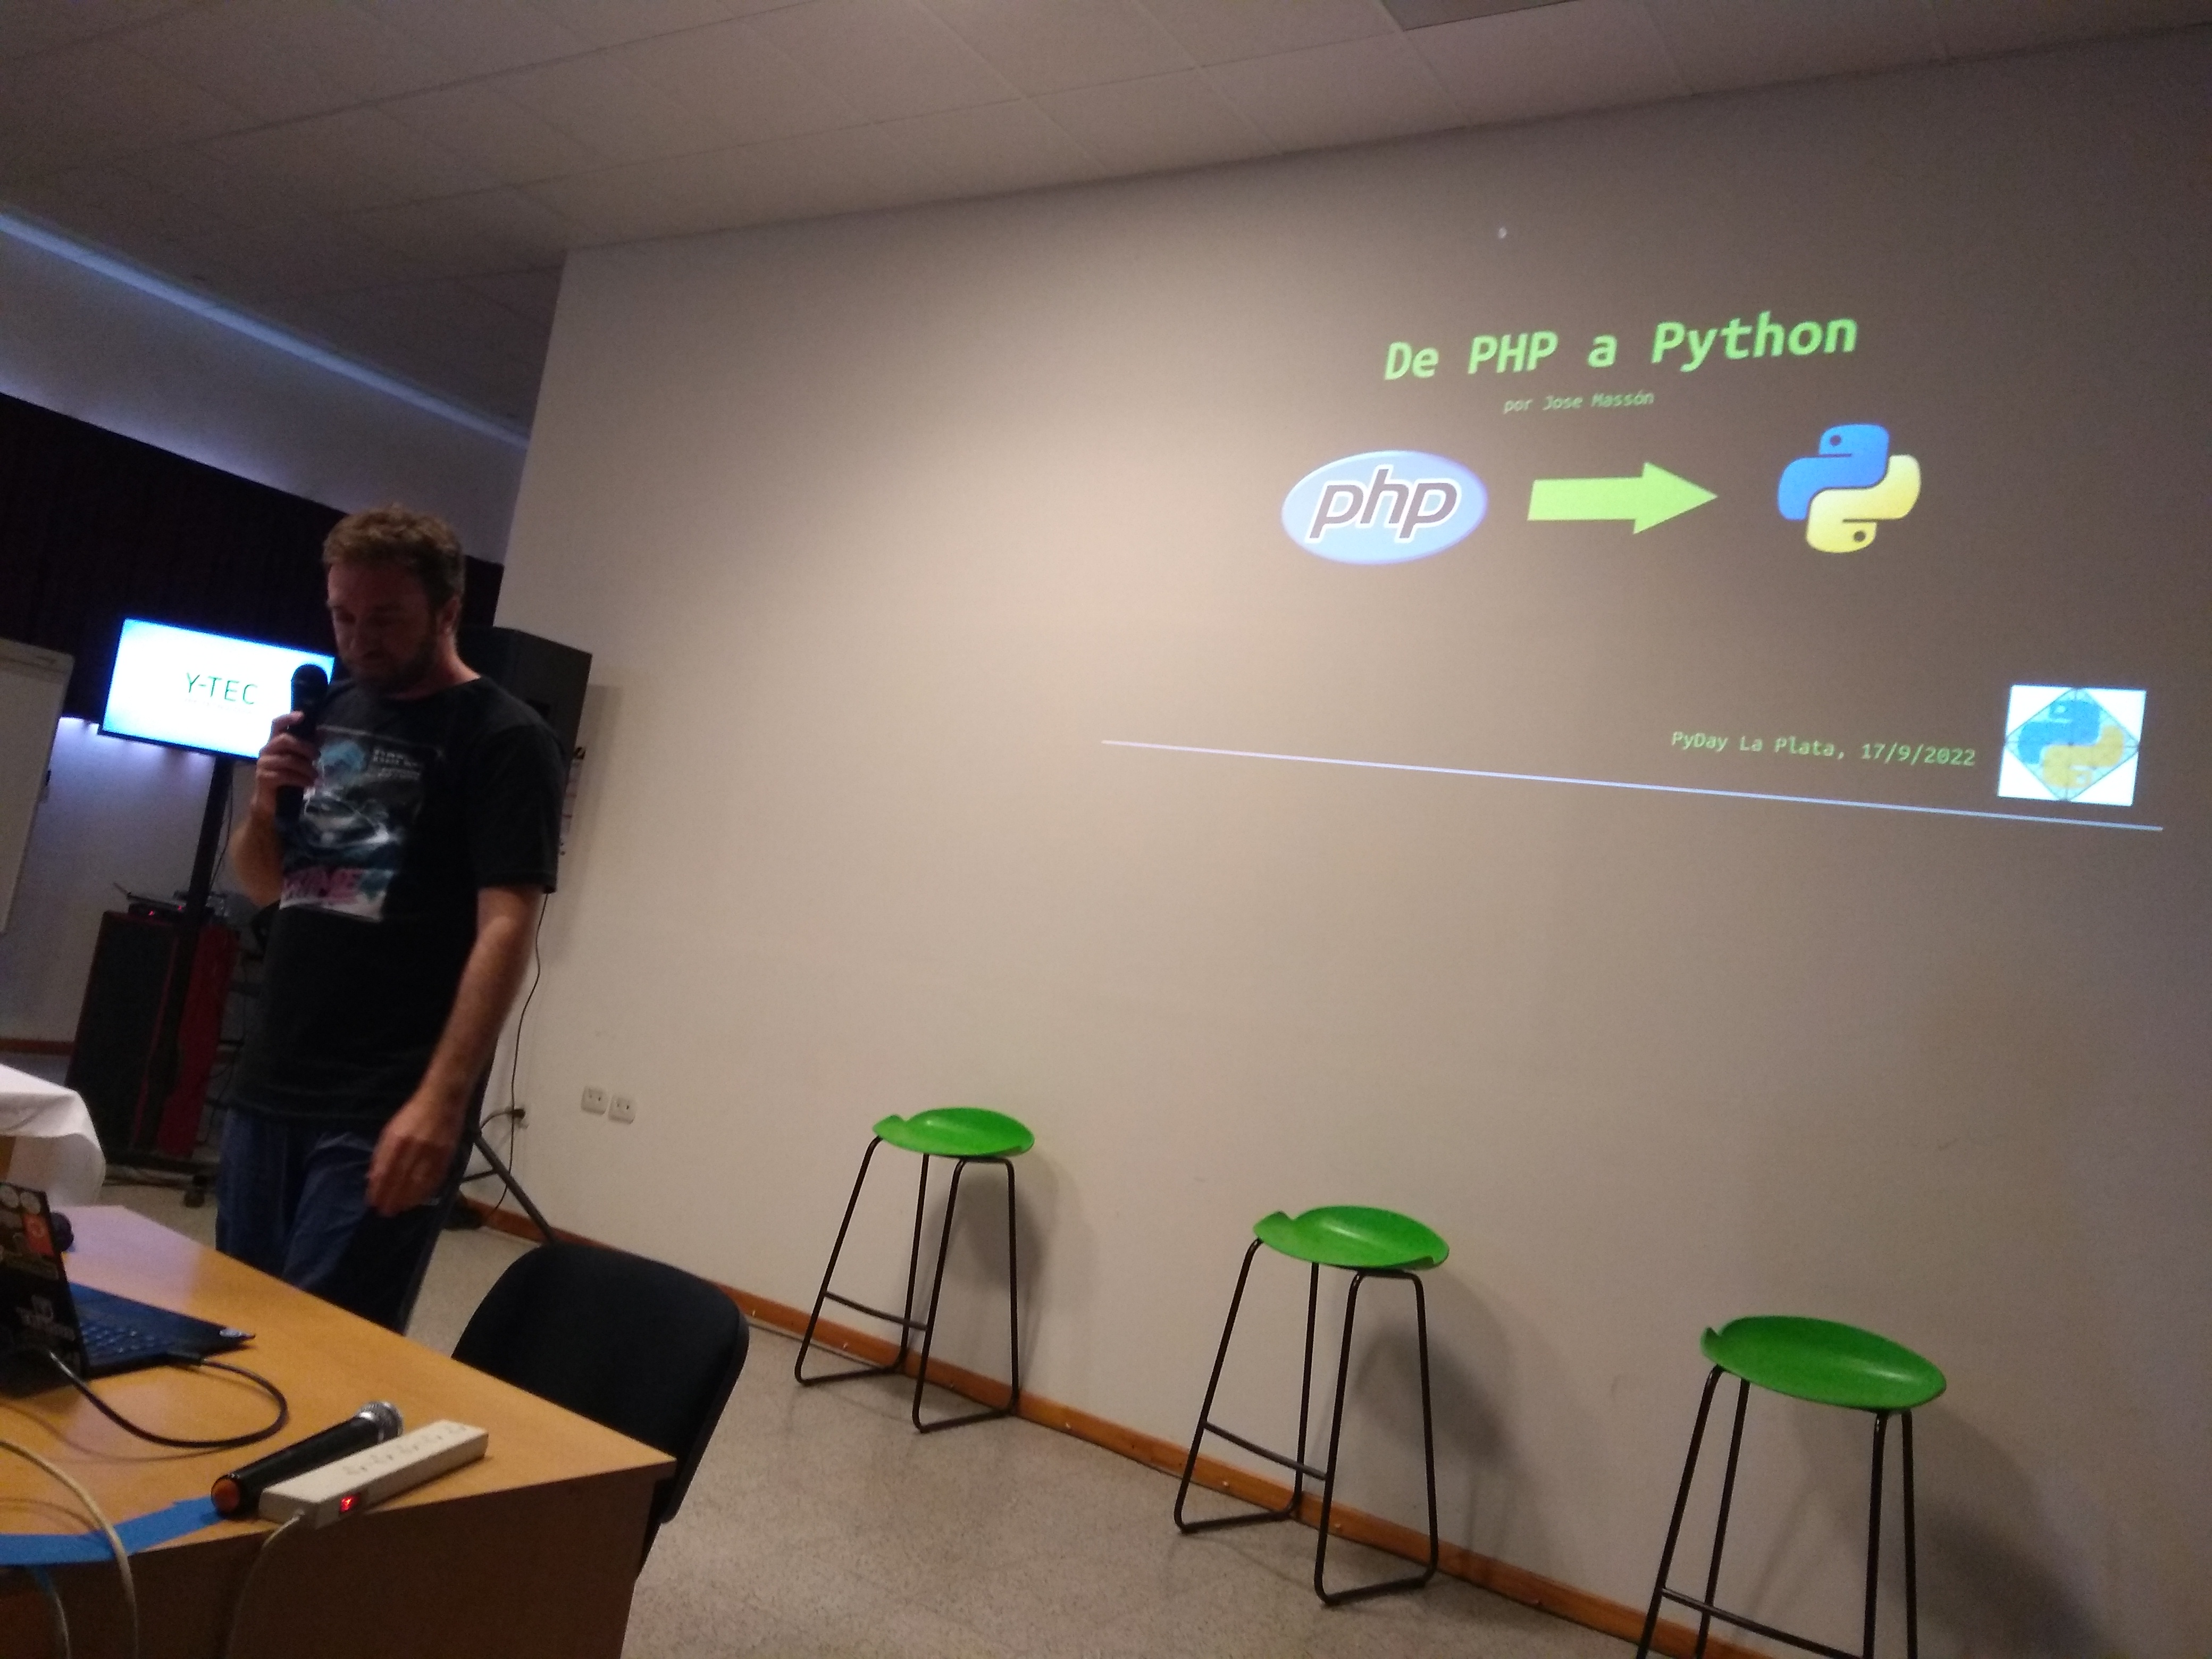 De PHP a Python
por Jose Massón
php
PyDay La Plata, 17/9/2022
Y-TEC